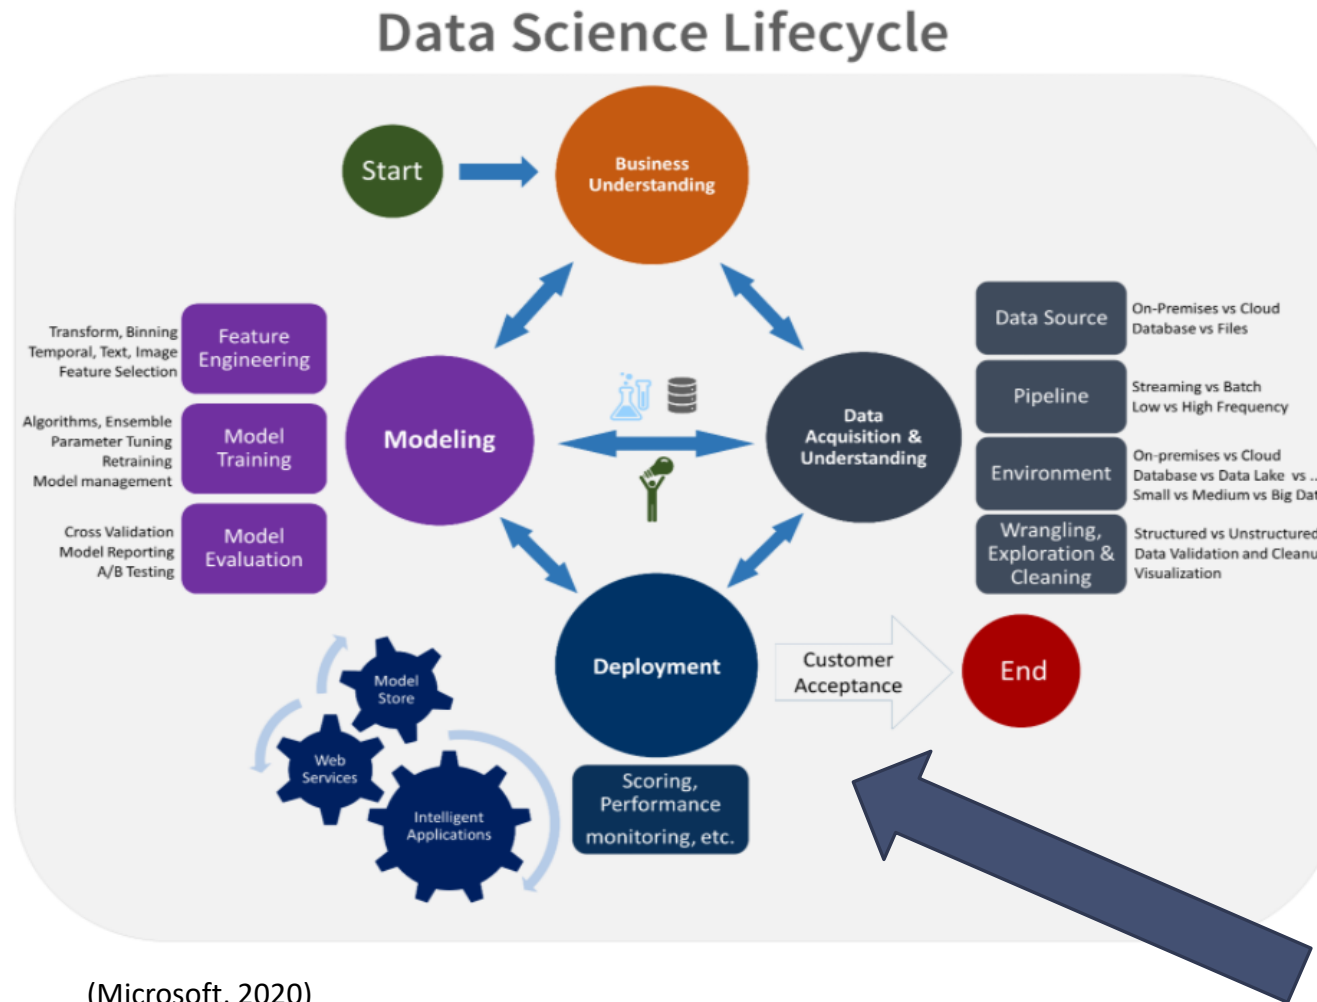 Data Science Lifecycle
Start
Business
Understanding
Transform, Binning
Temporal, Text, Image
Feature Selection
Feature
Engineering
Algorithms, Ensemble
Parameter Tuning
Retraining
Model management
Model
Training
Cross Validation
Model Reporting
A/B Testing
Model
Evaluation
Modeling
Data
Acquisition &
Understanding
Data Source
On-Premises vs Cloud
Database vs Files
Pipeline
Streaming vs Batch
Low vs High Frequency
Environment
On-premises vs Cloud
Database vs Data Lake vs ..
Small vs Medium vs Big Dat
Wrangling,
Exploration &
Cleaning
Structured vs Unstructured
Data Validation and Cleanu
Visualization
Deployment
Customer
Acceptance
End
Model
Store
Web
Services
Intelligent
Applications
Scoring,
Performance
monitoring, etc.
(Microsoft, 2020)